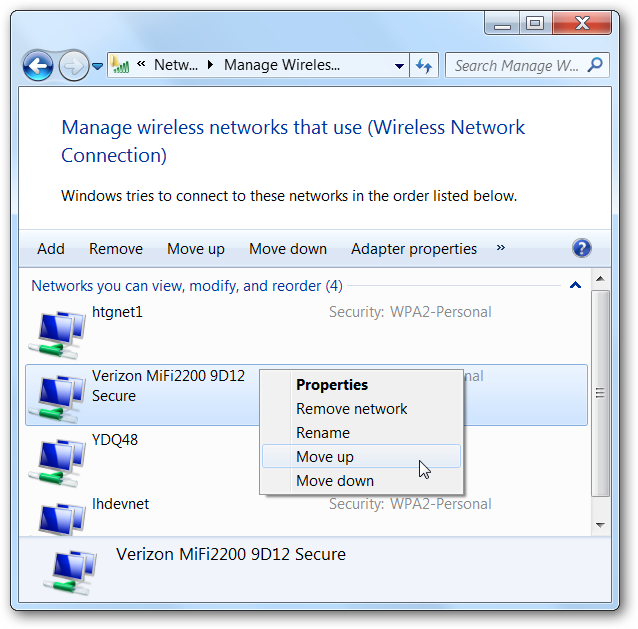 « Netw... Manage Wireles... Search Manage W...
Manage wireless networks that use (Wireless Network
Connection)
Windows tries to connect to these networks in the order listed below.
Add Remove Move up Move down Adapter properties » ?
Networks you can view, modify, and reorder (4)
htgnet1 Security: WPA2-Personal
Verizon MiFi2200 9D12
Secure
Properties
Remove network
Rename
Move up
Move down
YDQ48
lhdevnet Security: WPA2-Personal
Verizon MiFi2200 9D12 Secure